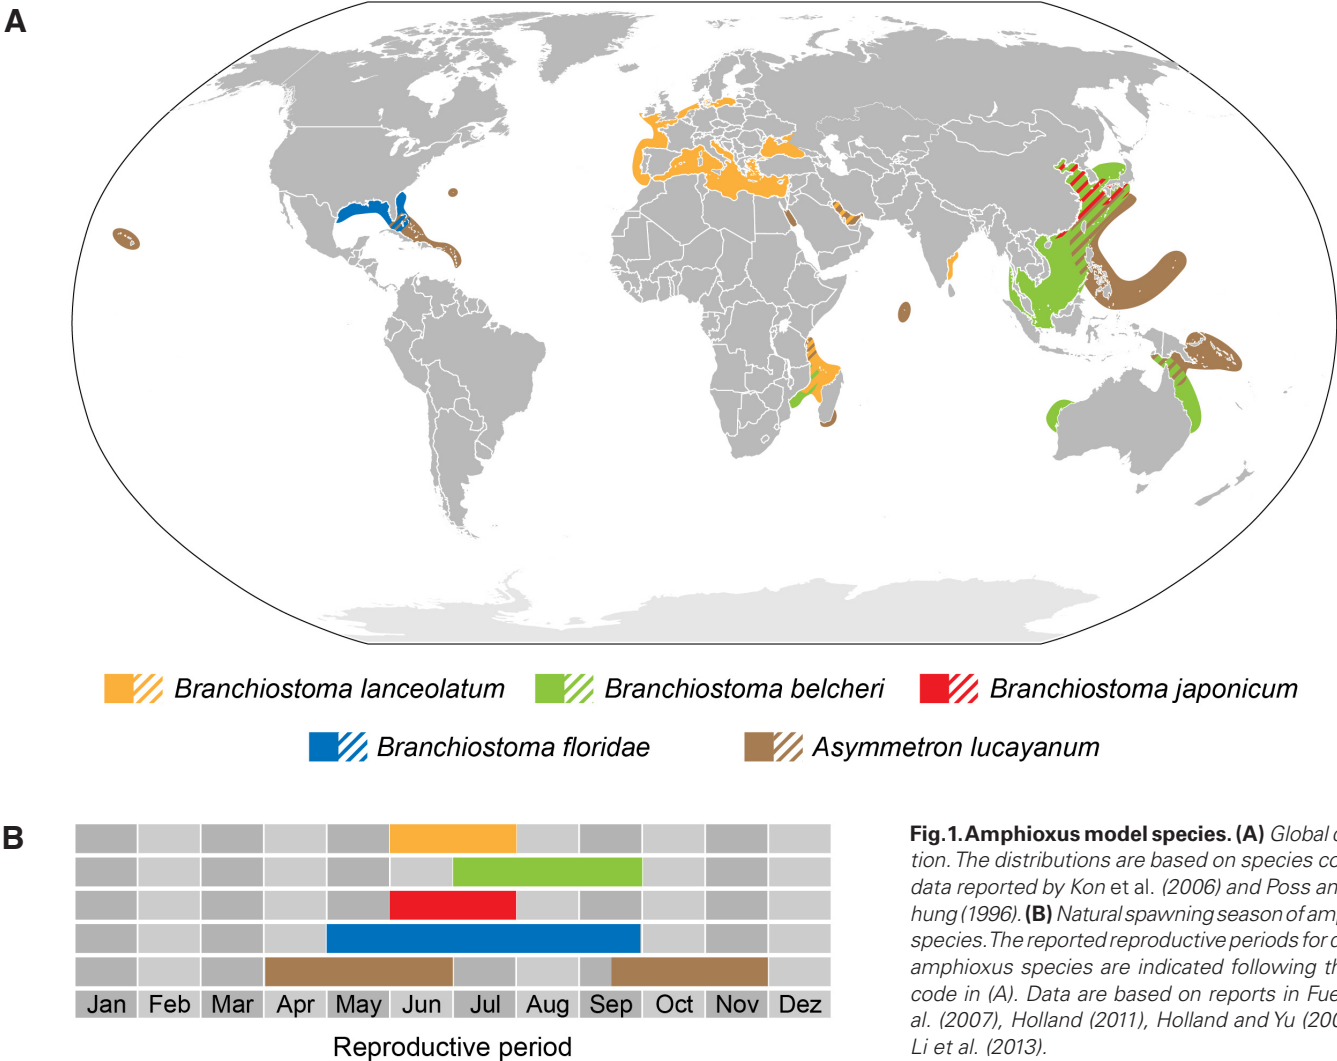 A
Branchiostoma lanceolatum
Branchiostoma belcheri
Branchiostoma japonicum
Branchiostoma floridae
Asymmetron lucayanum
B
Jan Feb Mar Apr May Jun Jul Aug Sep Oct Nov Dez
Reproductive period
Fig.1. Amphioxus model species. (A) Global
tion. The distributions are based on species
data reported by Kon et al. (2006) and Poss
hung (1996). (B) Natural spawning season of
species. The reported reproductive periods for
amphioxus species are indicated following
code in (A). Data are based on reports in
al. (2007), Holland (2011), Holland and Yu
Li et al. (2013).